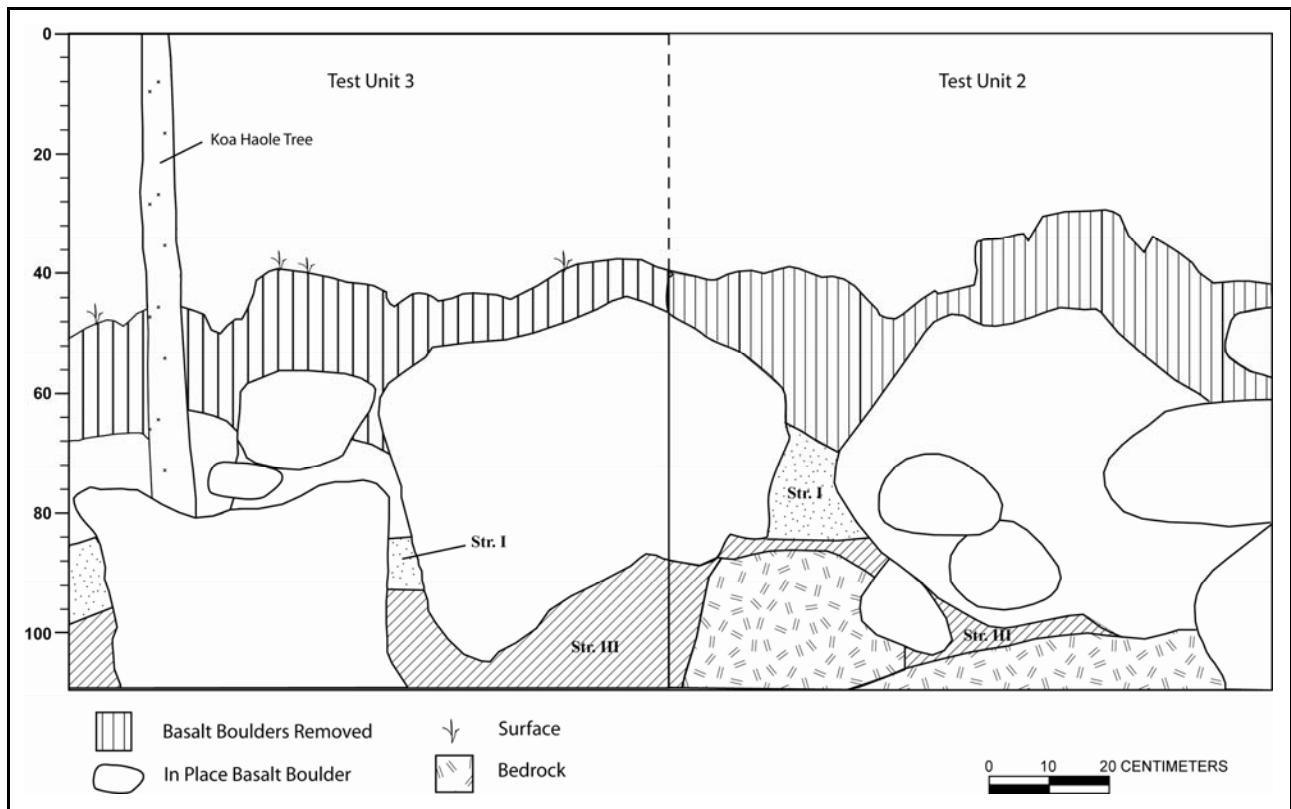 0
20
40
60
80
100
Test Unit 3
Test Unit 2
Koa Haole Tree
Str. I
Str. I
Str. III
Str. III
Basalt Boulders Removed
Surface
In Place Basalt Boulder
Bedrock
0 10 20 CENTIMETERS